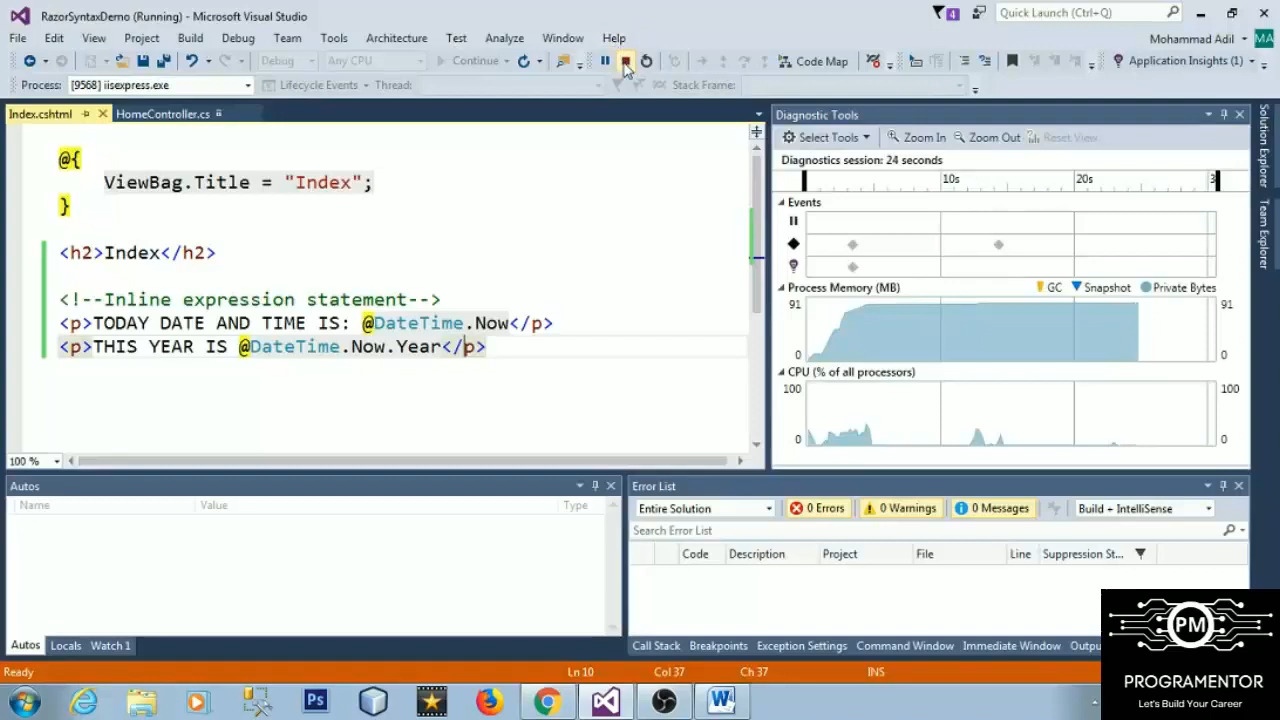 RazorSyntaxDemo (Running) - Microsoft Visual Studio
4
Quick Launch (Ctrl+Q)
File Edit View Project Build Debug Team Tools Architecture Test Analyze Window Help
Mohammad Adil
MA
Debug Any CPU Continue Code Map Application Insights (1)
Process: [9568] iisexpress.exe Lifecycle Events Thread: Stack Frame:
Index.cshtml HomeController.cs
@{
ViewBag.Title = "Index";
}
<h2>Index</h2>
<!--Inline expression statement-->
<p>TODAY DATE AND TIME IS: @DateTime.Now</p>
<p>THIS YEAR IS @DateTime.Now.Year</p>
100 %
Diagnostic Tools
Select Tools Zoom In Zoom Out Reset View
Diagnostics session: 24 seconds
10s 20s 3
Events
Process Memory (MB) GC Snapshot Private Bytes
91 91
0 0
CPU (% of all processors)
100 100
0 0
Solution Explorer
Team Explorer
Autos
Name Value Type
Autos Locals Watch 1
Error List
Entire Solution 0 Errors 0 Warnings 0 Messages Build + IntelliSense
Search Error List
Code Description Project File Line Suppression St...
Call Stack Breakpoints Exception Settings Command Window Immediate Window Outpu
Ready Ln 10 Col 37 Ch 37 INS
Ps
W
PM
PROGRAMENTOR
Let's Build Your Career